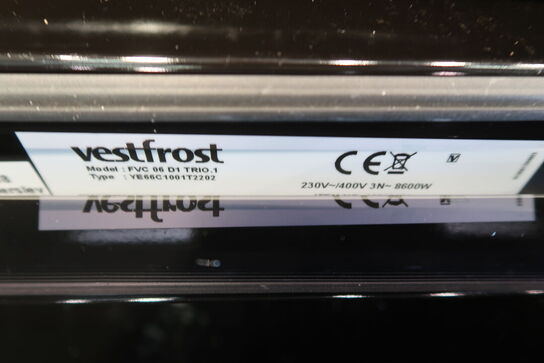 vestfrost
Model : FVC 06 D1 TRIO.1
Type : YE66C1001T2202
CE
230V~/400V 3N~ 8600W